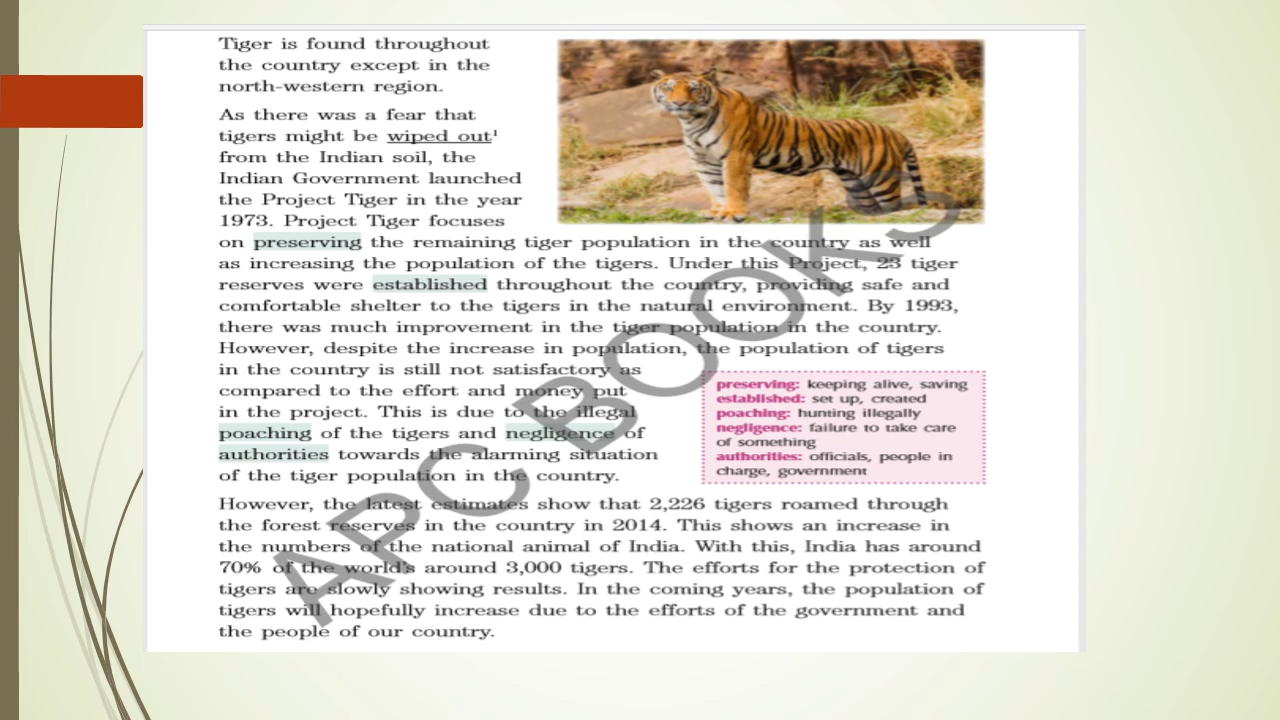 Tiger is found throughout
the country except in the
north-western region.
As there was a fear that
tigers might be wiped out¹
from the Indian soil, the
Indian Government launched
the Project Tiger in the year
1973. Project Tiger focuses
on preserving the remaining tiger population in the country as well
as increasing the population of the tigers. Under this Project, 23 tiger
reserves were established throughout the country, providing safe and
comfortable shelter to the tigers in the natural environment. By 1993,
there was much improvement in the tiger population in the country.
However, despite the increase in population, the population of tigers
in the country is still not satisfactory as
compared to the effort and money put
in the project. This is due to the illegal
poaching of the tigers and negligence of
authorities towards the alarming situation
of the tiger population in the country.
preserving: keeping alive, saving
established: set up, created
poaching: hunting illegally
negligence: failure to take care
of something
authorities: officials, people in
charge, government
However, the latest estimates show that 2,226 tigers roamed through
the forest reserves in the country in 2014. This shows an increase in
the numbers of the national animal of India. With this, India has around
70% of the world's around 3,000 tigers. The efforts for the protection of
tigers are slowly showing results. In the coming years, the population of
tigers will hopefully increase due to the efforts of the government and
the people of our country.
APC BOOKS